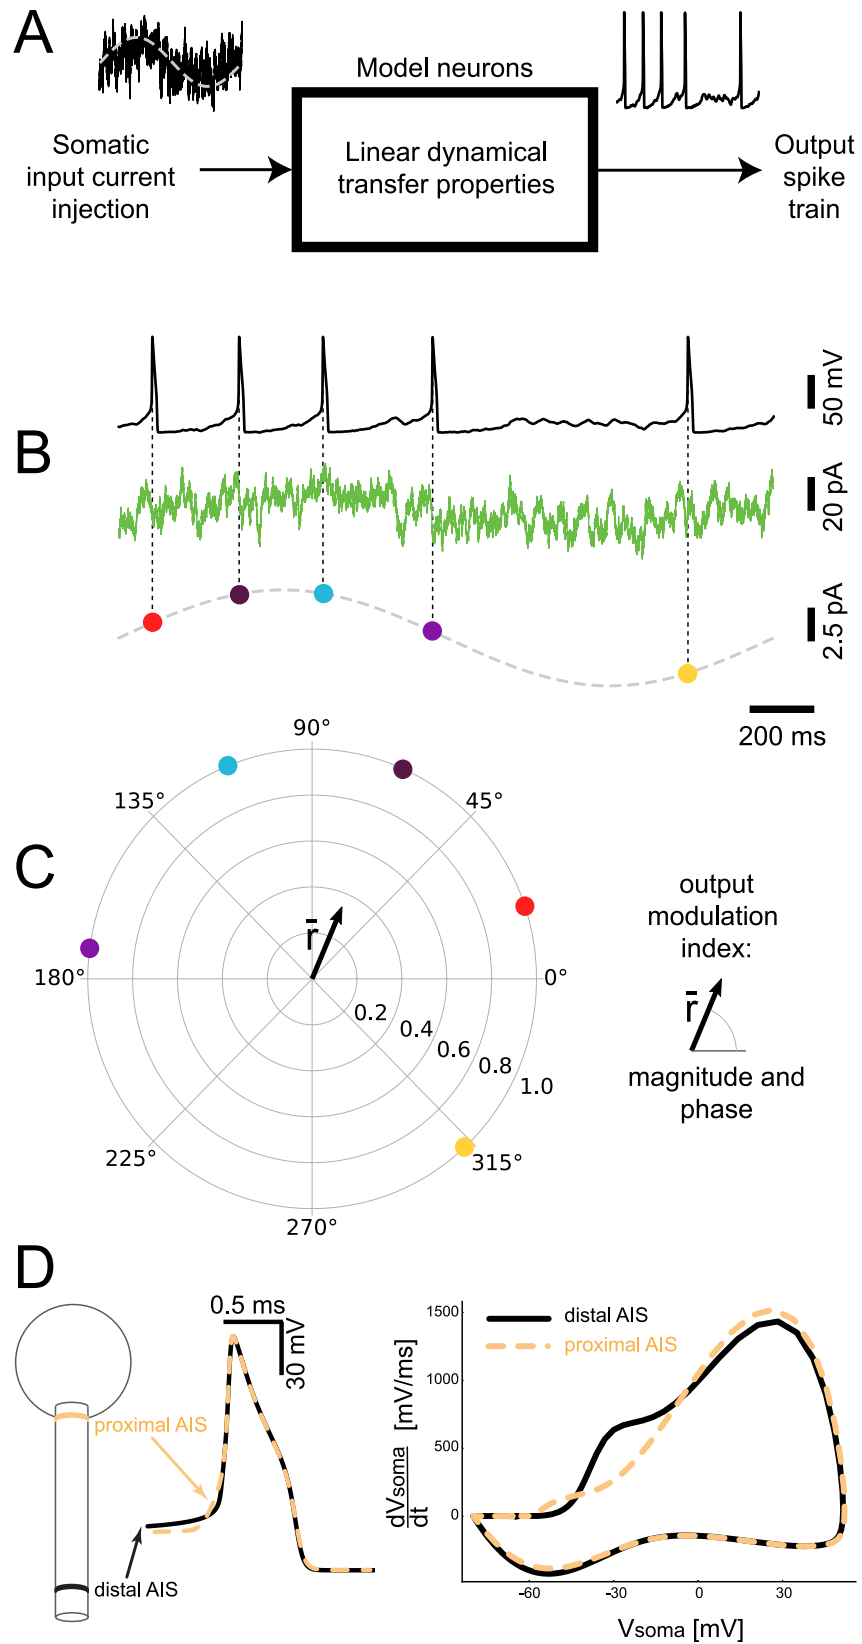 A
Model neurons
Somatic
input current
injection
Linear dynamical
transfer properties
Output
spike
train
B
50 mV
20 pA
2.5 pA
200 ms
C
90°
135°
45°
180°
0°
r̄
0.2
0.4
0.6
0.8
1.0
225°
315°
270°
output
modulation
index:
r̄
magnitude and
phase
D
0.5 ms
30 mV
proximal AIS
distal AIS
distal AIS
proximal AIS
dVsoma
dt
[mV/ms]
1500
1000
500
0
-60
-30
0
30
Vsoma [mV]